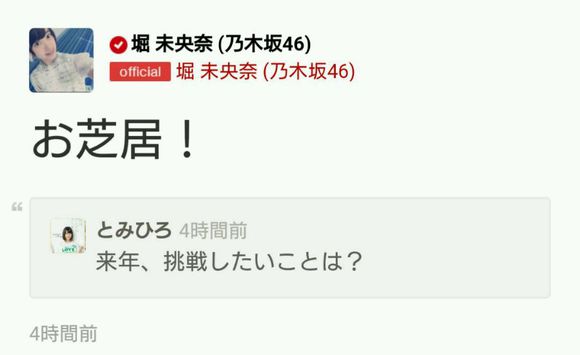 堀 未央奈 (乃木坂46)
official 堀 未央奈 (乃木坂46)
お芝居！
とみひろ 4時間前
来年、挑戦したいことは？
4時間前